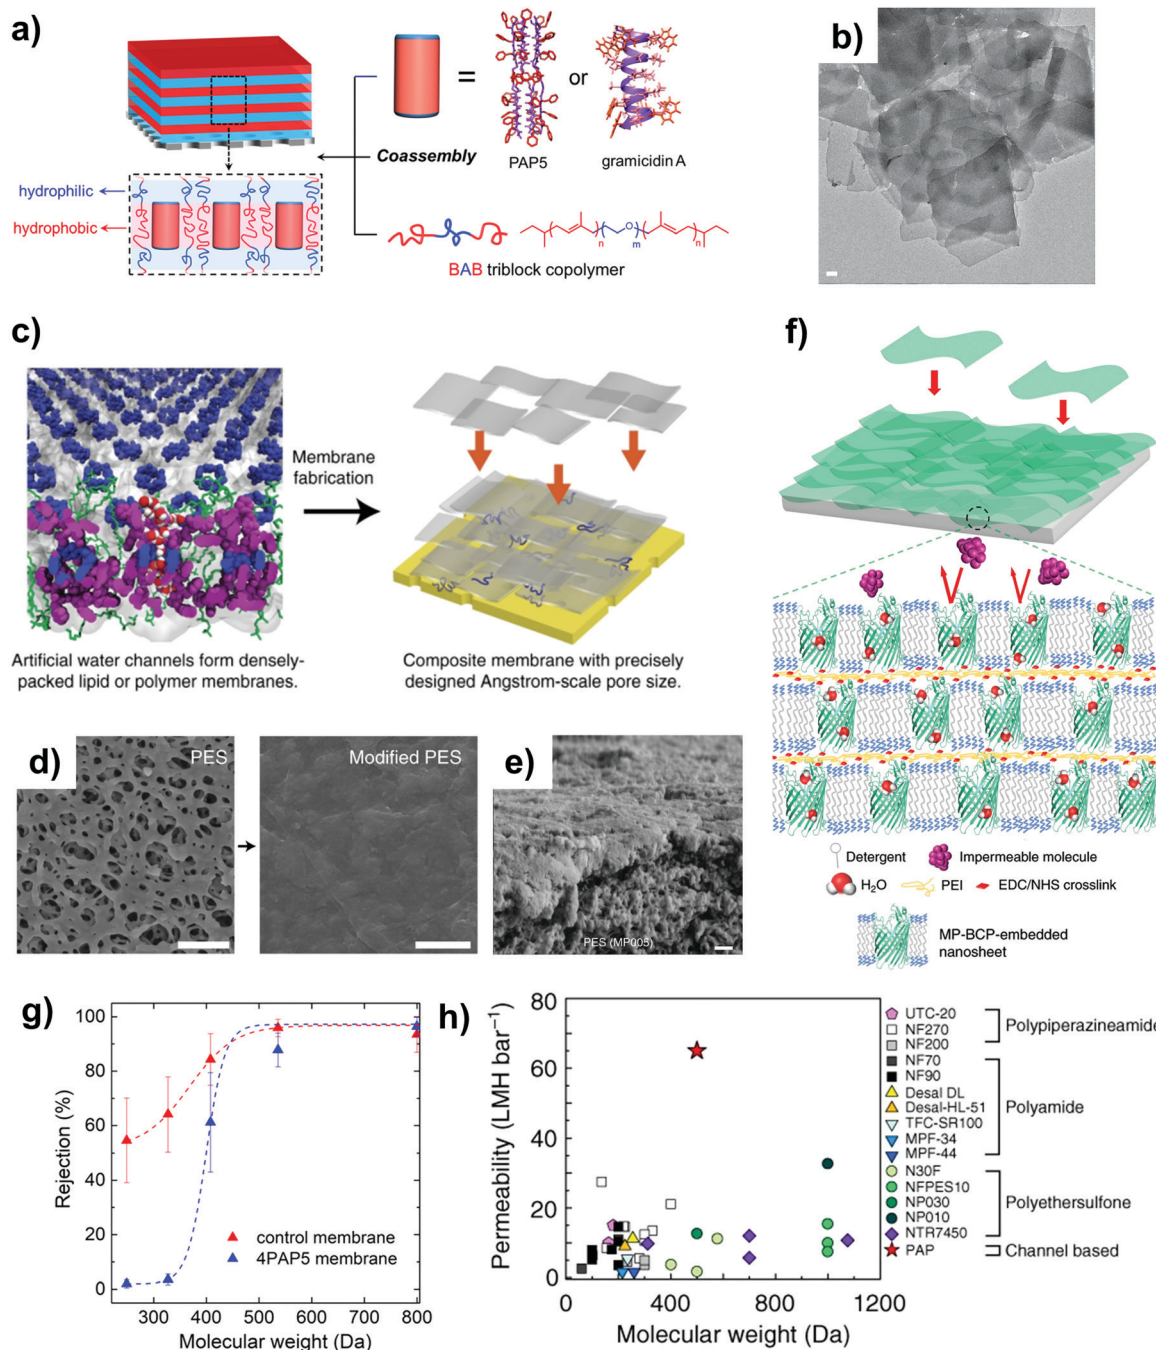 a)
hydrophilic
hydrophobic
Coassembly
=
PAP5
or
gramicidin A
n
m
n
O
BAB triblock copolymer
b)
c)
Membrane
fabrication
Artificial water channels form densely-
packed lipid or polymer membranes.
Composite membrane with precisely
designed Angstrom-scale pore size.
d)
PES
Modified PES
e)
PES (MP005)
f)
Detergent
Impermeable molecule
H₂O
PEI
EDC/NHS crosslink
MP-BCP-embedded
nanosheet
g)
Rejection (%)
100
80
60
40
20
0
300 400 500 600 700 800
Molecular weight (Da)
control membrane
4PAP5 membrane
h)
Permeability (LMH bar⁻¹)
80
60
40
20
0
0 400 800 1200
Molecular weight (Da)
UTC-20
NF270
NF200
NF70
NF90
Desal DL
Desal-HL-51
TFC-SR100
MPF-34
MPF-44
N30F
NFPES10
NP030
NP010
NTR7450
PAP
Polypiperazineamide
Polyamide
Polyethersulfone
Channel based